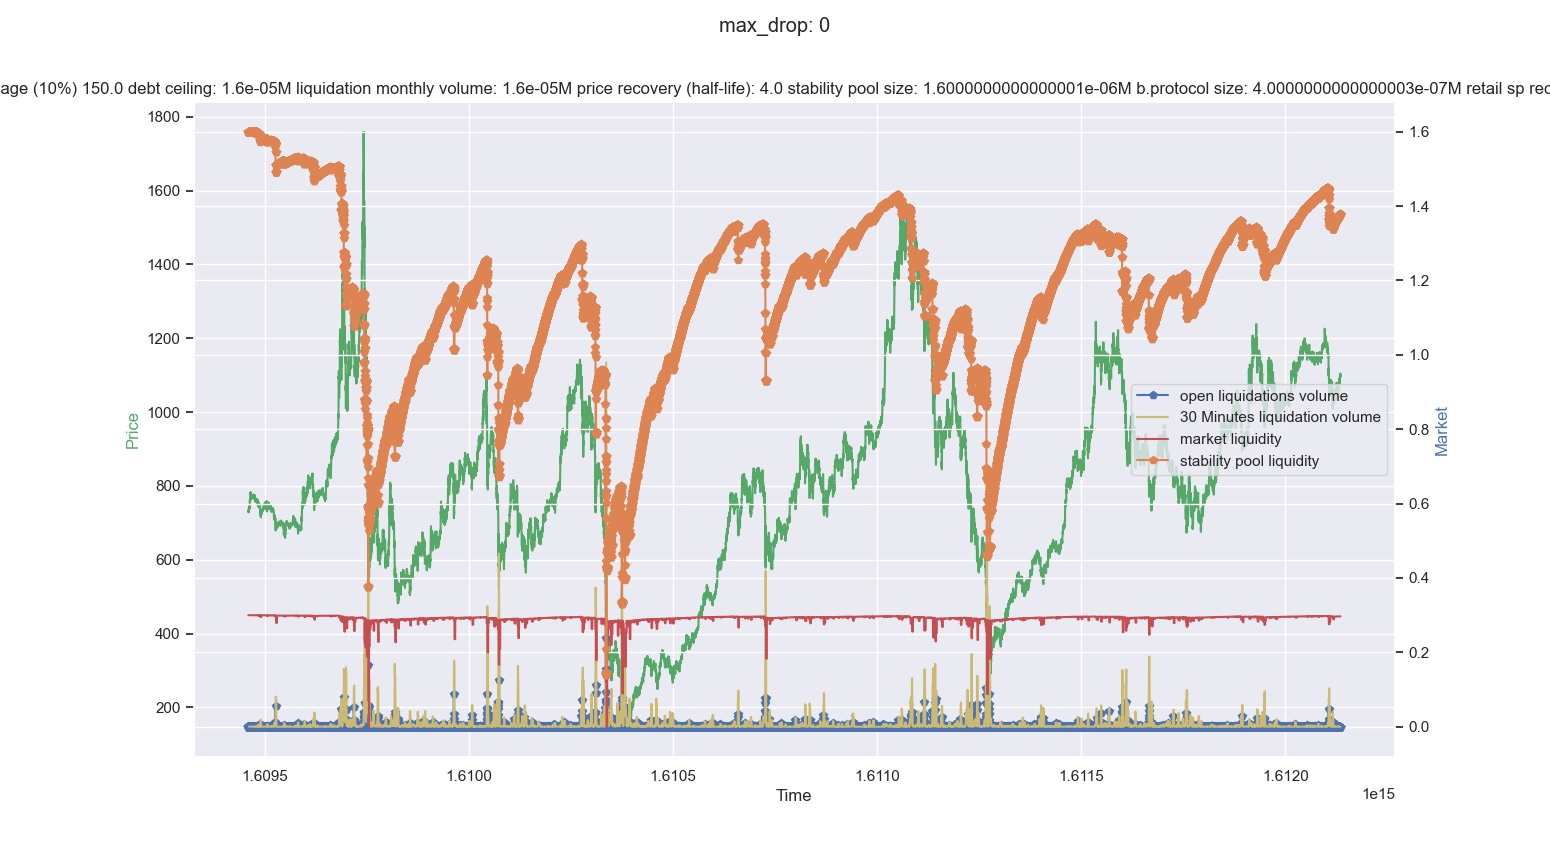 max_drop: 0
age (10%) 150.0 debt ceiling: 1.6e-05M liquidation monthly volume: 1.6e-05M price recovery (half-life): 4.0 stability pool size: 1.6000000000000001e-06M b.protocol size: 4.0000000000000003e-07M retail sp rec
1800
1600
1400
1200
1000
800
600
400
200
Price
1.6
1.4
1.2
1.0
0.8
0.6
0.4
0.2
0.0
Market
open liquidations volume
30 Minutes liquidation volume
market liquidity
stability pool liquidity
1.6095
1.6100
1.6105
1.6110
1.6115
1.6120
1e15
Time